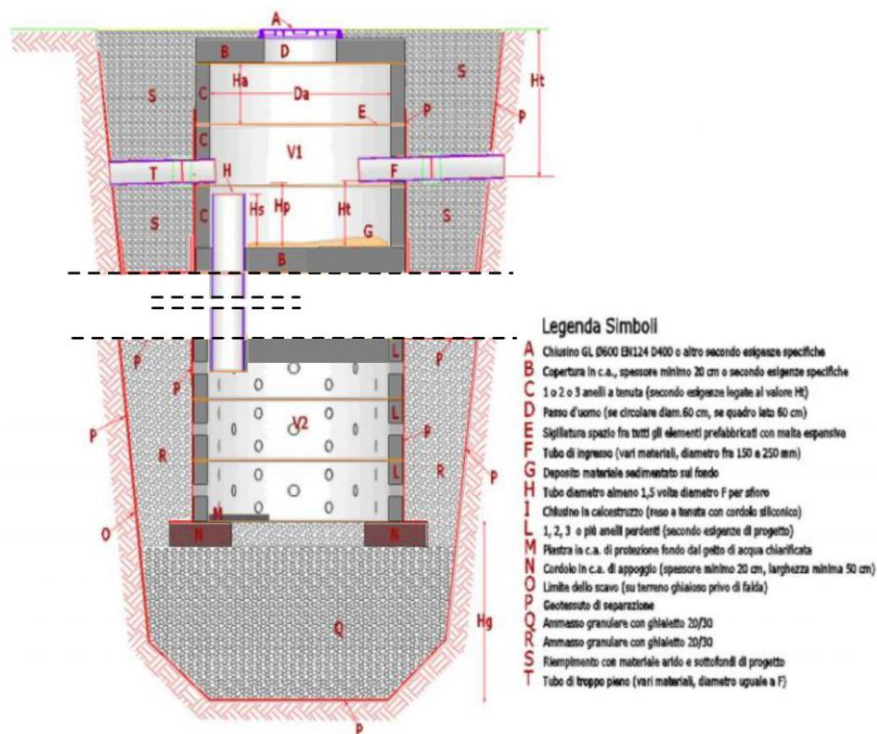 A
B D
Ha Da Ht
S C S
E P P
C V1
T H F
S C Hs Hp Ht S
G
B
P L P
P
P V2 L P
R L R P
M
O N N
Q Hg
P
Legenda Simboli
A Chiusino GL Ø600 EN124 D400 o altro secondo esigenze specifiche
B Copertura in c.a., spessore minimo 20 cm o secondo esigenze specifiche
C 1 o 2 o 3 anelli a tenuta (secondo esigenze legate al valore Ht)
D Passo d'uomo (se circolare diam.60 cm, se quadro lato 60 cm)
E Sigillatura spazio fra tutti gli elementi prefabbricati con malta espansiva
F Tubo di ingresso (vari materiali, diametro fra 150 e 250 mm)
G Deposito materiale sedimentato sul fondo
H Tubo diametro almeno 1,5 volte diametro F per sfioro
I Chiusino in calcestruzzo (reso a tenuta con cordolo siliconico)
L 1, 2, 3 o più anelli perdenti (secondo esigenze di progetto)
M Piastra in c.a. di protezione fondo dal getto di acqua chiarificata
N Cordolo in c.a. di appoggio (spessore minimo 20 cm, larghezza minima 50 cm)
O Limite dello scavo (su terreno ghiaioso privo di falda)
P Geotessuto di separazione
Q Ammasso granulare con ghiaietto 20/30
R Ammasso granulare con ghiaietto 20/30
S Riempimento con materiale arido e sottofondi di progetto
T Tubo di troppo pieno (vari materiali, diametro uguale a F)